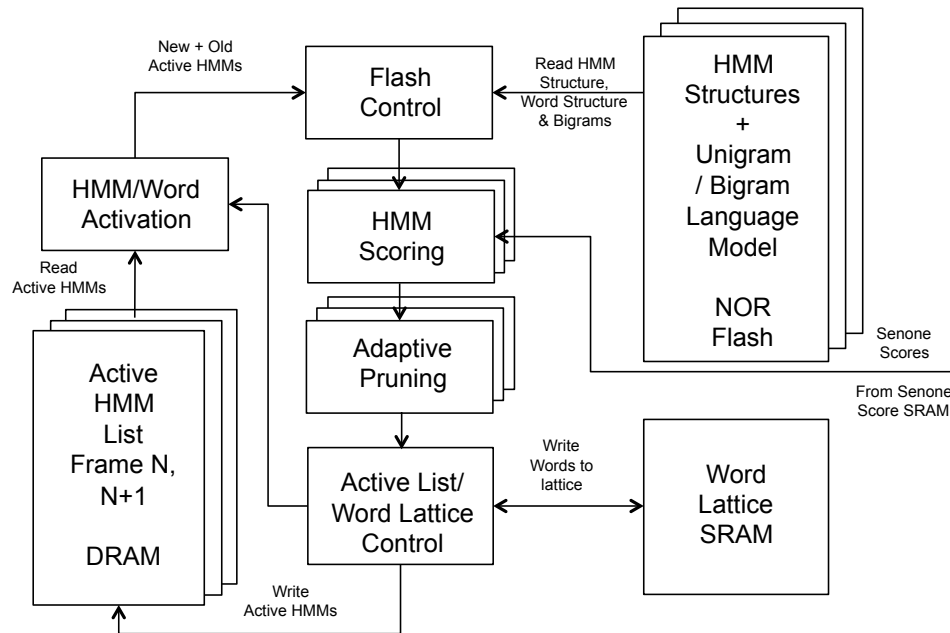 New + Old
Active HMMs
Flash
Control
Read HMM
Structure,
Word Structure
& Bigrams
HMM
Structures
+
Unigram
/ Bigram
Language
Model
NOR
Flash
HMM/Word
Activation
HMM
Scoring
Read
Active HMMs
Senone
Scores
From Senone
Score SRAM
Adaptive
Pruning
Active
HMM
List
Frame N,
N+1
DRAM
Active List/
Word Lattice
Control
Write
Words to
lattice
Word
Lattice
SRAM
Write
Active HMMs